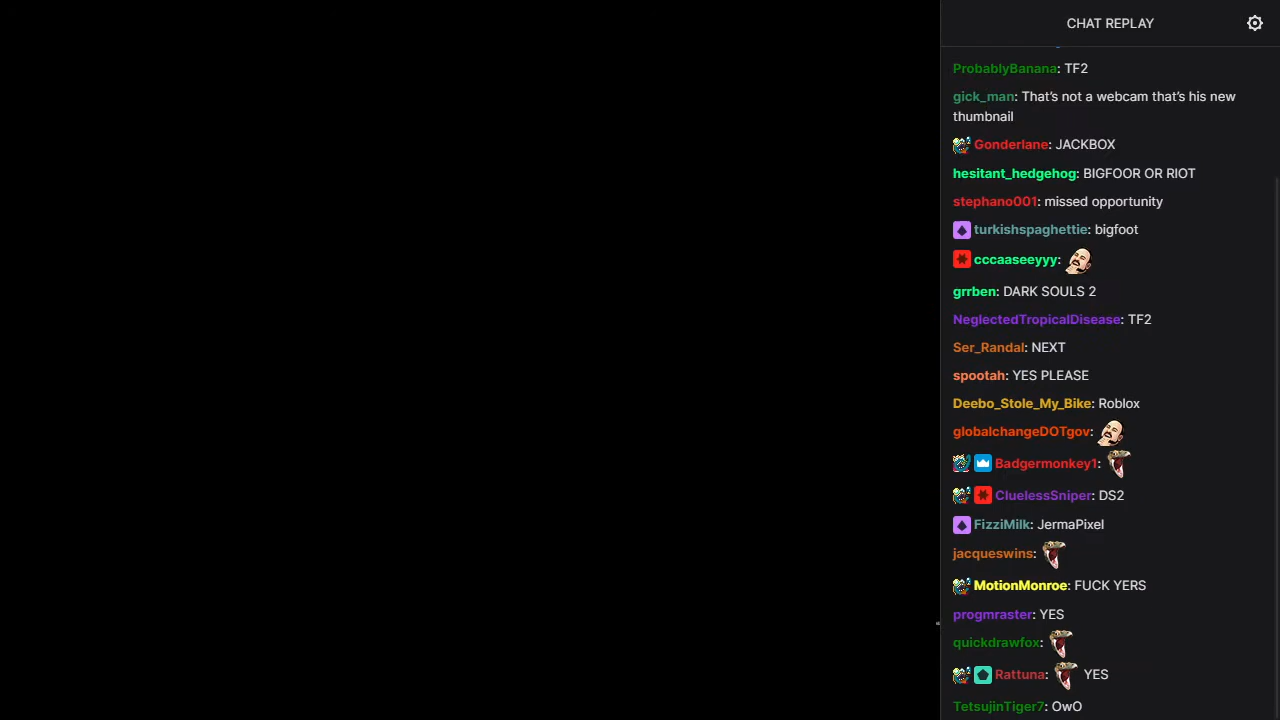 CHAT REPLAY
ProbablyBanana: TF2
gick_man: That's not a webcam that's his new
thumbnail
Gonderlane: JACKBOX
hesitant_hedgehog: BIGFOOR OR RIOT
stephano001: missed opportunity
turkishspaghettie: bigfoot
cccaaseeyyy:
grrben: DARK SOULS 2
NeglectedTropicalDisease: TF2
Ser_Randal: NEXT
spootah: YES PLEASE
Deebo_Stole_My_Bike: Roblox
globalchangeDOTgov:
Badgermonkey1:
CluelessSniper: DS2
FizziMilk: JermaPixel
jacqueswins:
MotionMonroe: FUCK YERS
progmraster: YES
quickdrawfox:
Rattuna: YES
TetsujinTiger7: OwO